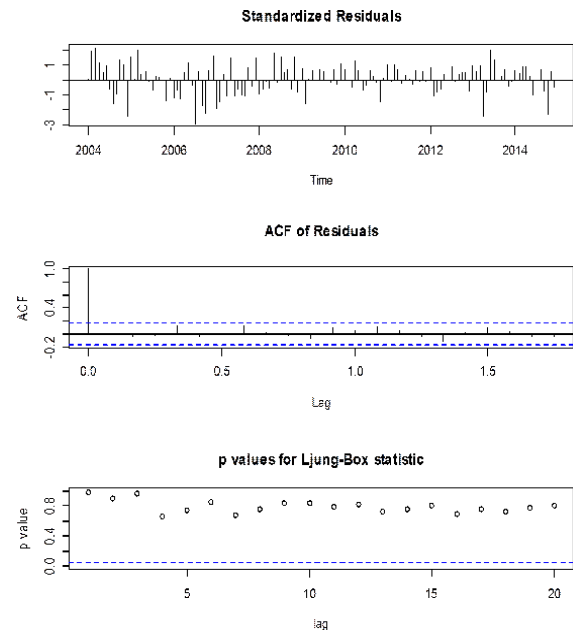 Standardized Residuals
1
-1
-3
2004 2006 2008 2010 2012 2014
Time
ACF of Residuals
ACF
1.0
0.4
-0.2
0.0 0.5 1.0 1.5
Lag
p values for Ljung-Box statistic
p value
0.8
0.4
0.0
5 10 15 20
lag